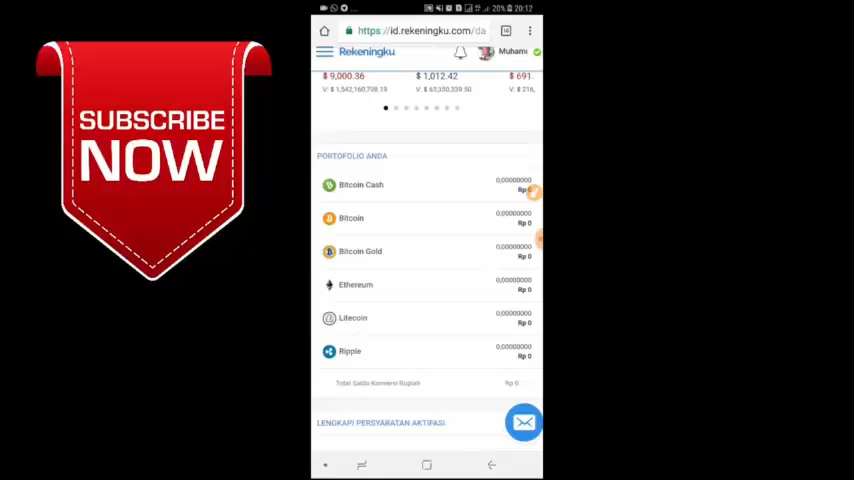 SUBSCRIBE
NOW
20% 20:12
https://id.rekeningku.com/da
Rekeningku
Muhami
$ 9,000.36 $ 1,012.42 $ 691.
V: $ 1,542,160,708.19 V: $ 63,350,339.50 V: $ 216,
PORTOFOLIO ANDA
Bitcoin Cash 0,00000000
Rp 0
Bitcoin 0,00000000
Rp 0
Bitcoin Gold 0,00000000
Rp 0
Ethereum 0,00000000
Rp 0
Litecoin 0,00000000
Rp 0
Ripple 0,00000000
Rp 0
Total Saldo Konversi Rupiah Rp 0
LENGKAPI PERSYARATAN AKTIFASI